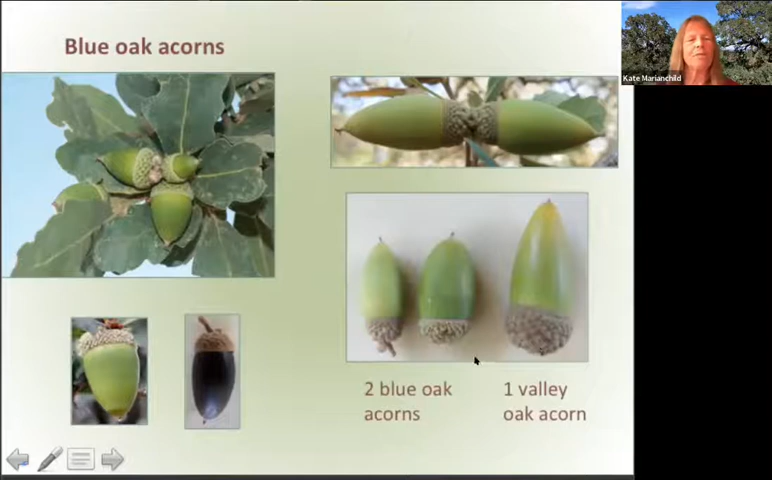 Blue oak acorns
Kate Marianchild
2 blue oak
acorns
1 valley
oak acorn